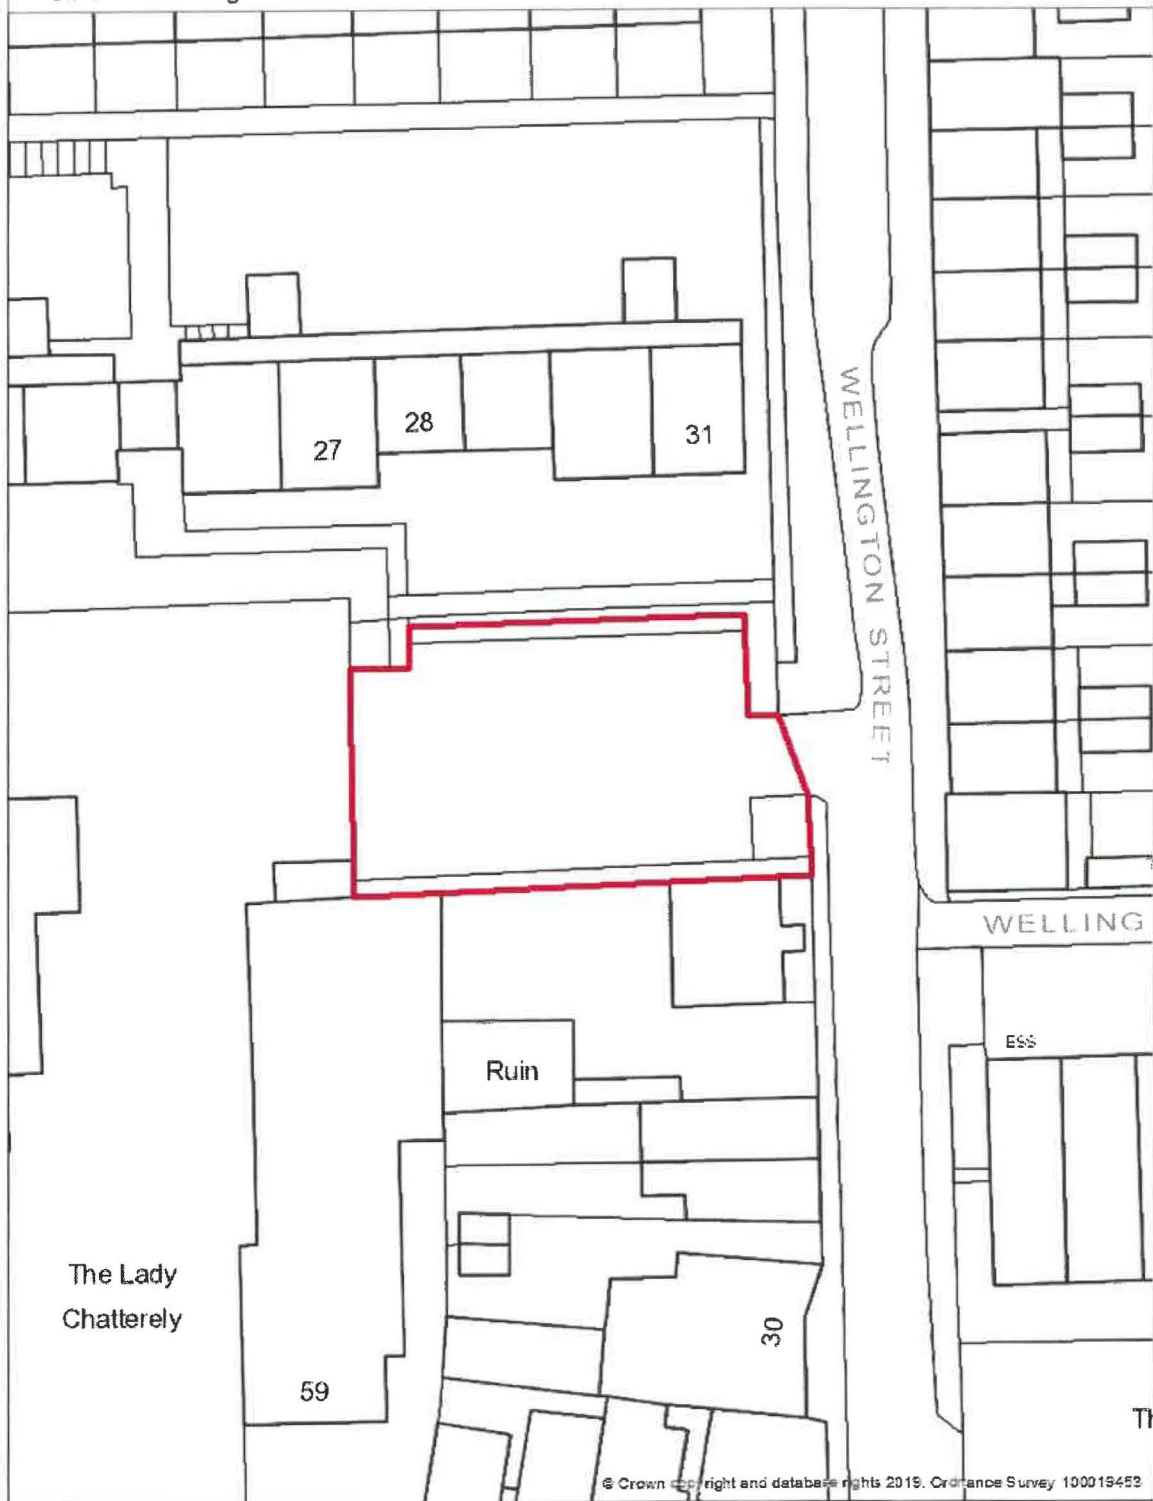 28
27
31
WELLINGTON STREET
WELLING
ESS
Ruin
The Lady
Chatterely
30
59
© Crown copyright and database rights 2019. Ordnance Survey 100019453